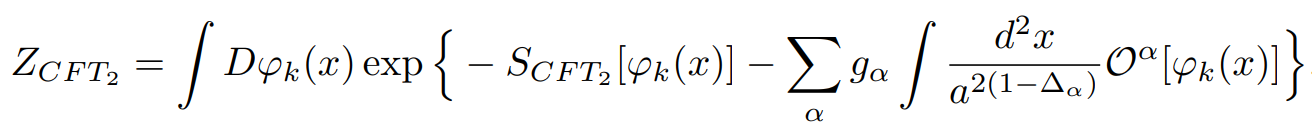 $Z_{CFT_2} = \int D\varphi_k(x) \exp \Big\{ - S_{CFT_2}[\varphi_k(x)] - \sum_{\alpha} g_{\alpha} \int \frac{d^2x}{a^{2(1-\Delta_{\alpha})}} \mathcal{O}^{\alpha}[\varphi_k(x)] \Big\}$